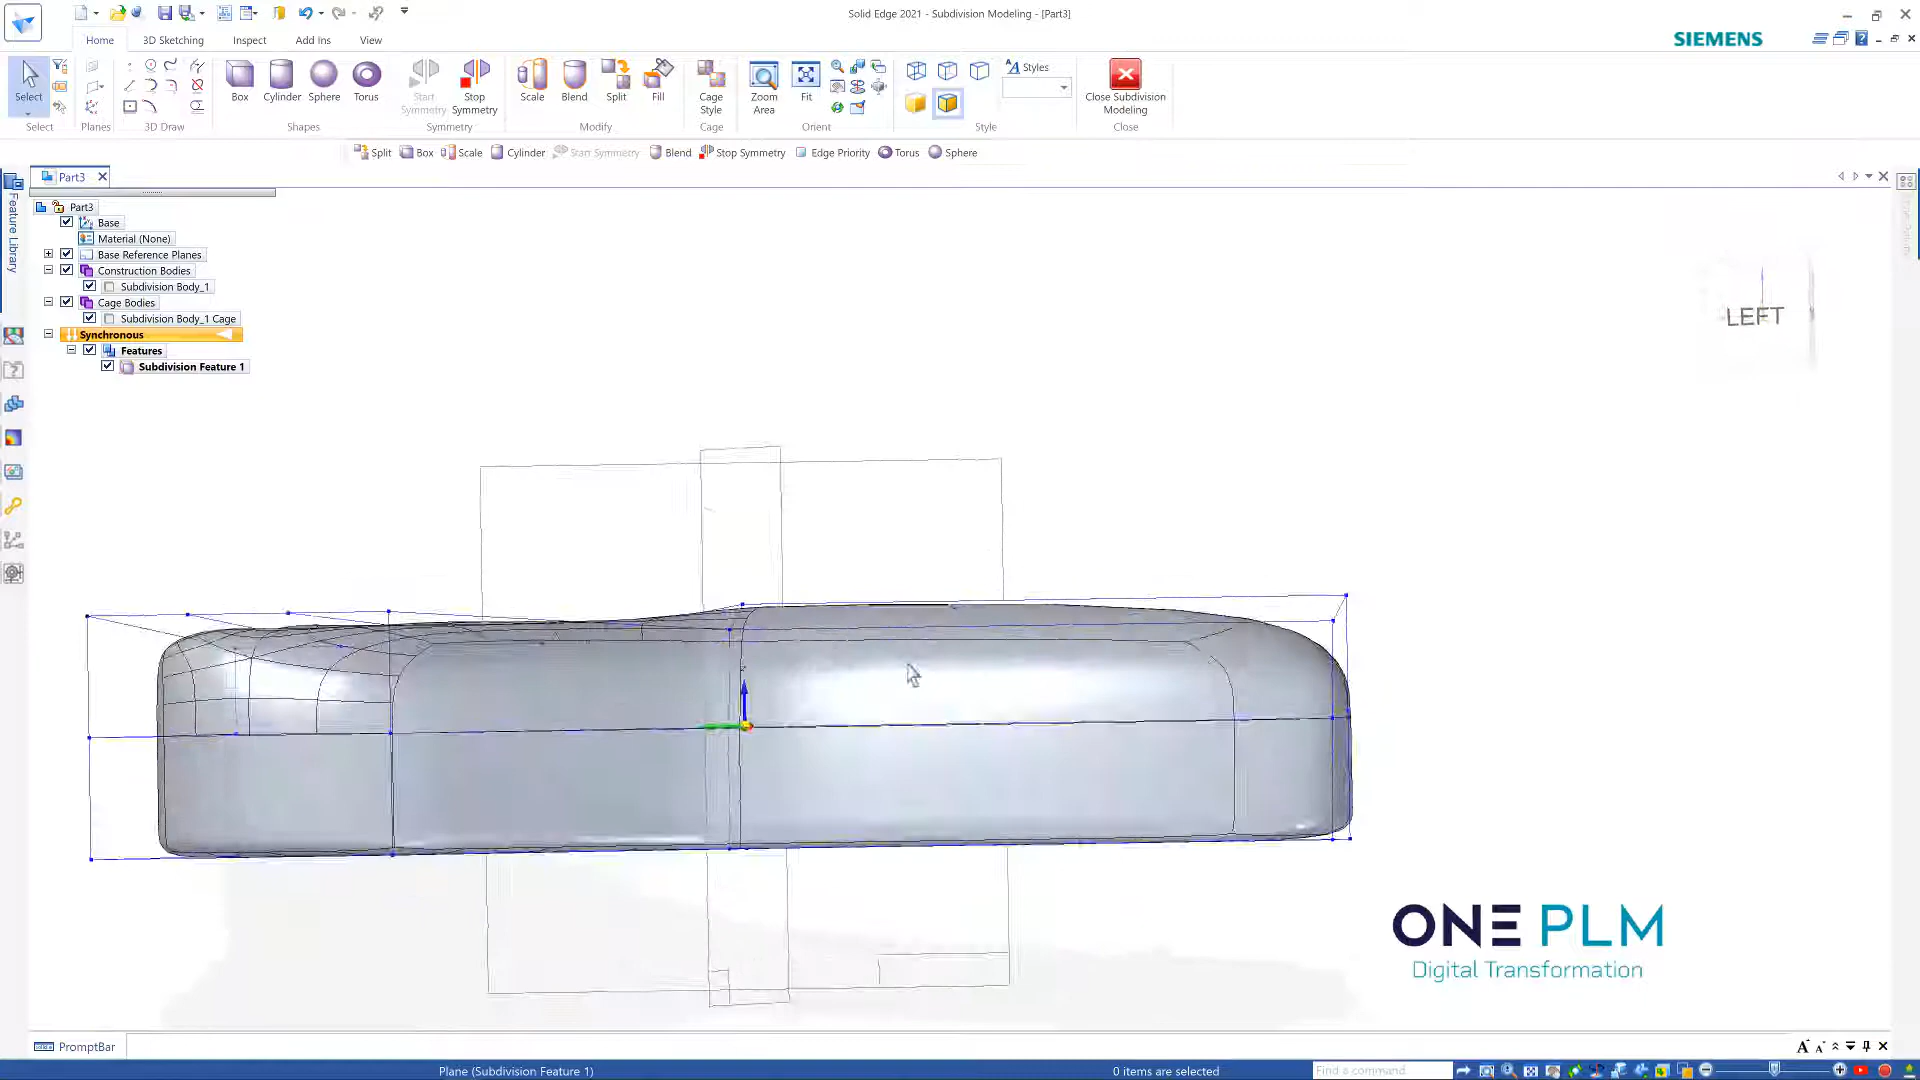 Solid Edge 2021 - Subdivision Modeling - [Part3]
Home
3D Sketching
Inspect
Add Ins
View
SIEMENS
Select
Box
Cylinder
Sphere
Torus
Start
Symmetry
Stop
Symmetry
Scale
Blend
Split
Fill
Cage
Style
Zoom
Area
Fit
Styles
Close Subdivision
Modeling
Select
Planes
3D Draw
Shapes
Symmetry
Modify
Cage
Orient
Style
Close
Split
Box
Scale
Cylinder
Start Symmetry
Blend
Stop Symmetry
Edge Priority
Torus
Sphere
Part3
Feature Library
Part3
Base
Material (None)
Base Reference Planes
Construction Bodies
Subdivision Body_1
Cage Bodies
Subdivision Body_1 Cage
Synchronous
Features
Subdivision Feature 1
LEFT
ONE PLM
Digital Transformation
PromptBar
Plane (Subdivision Feature 1)
0 items are selected
Find a command